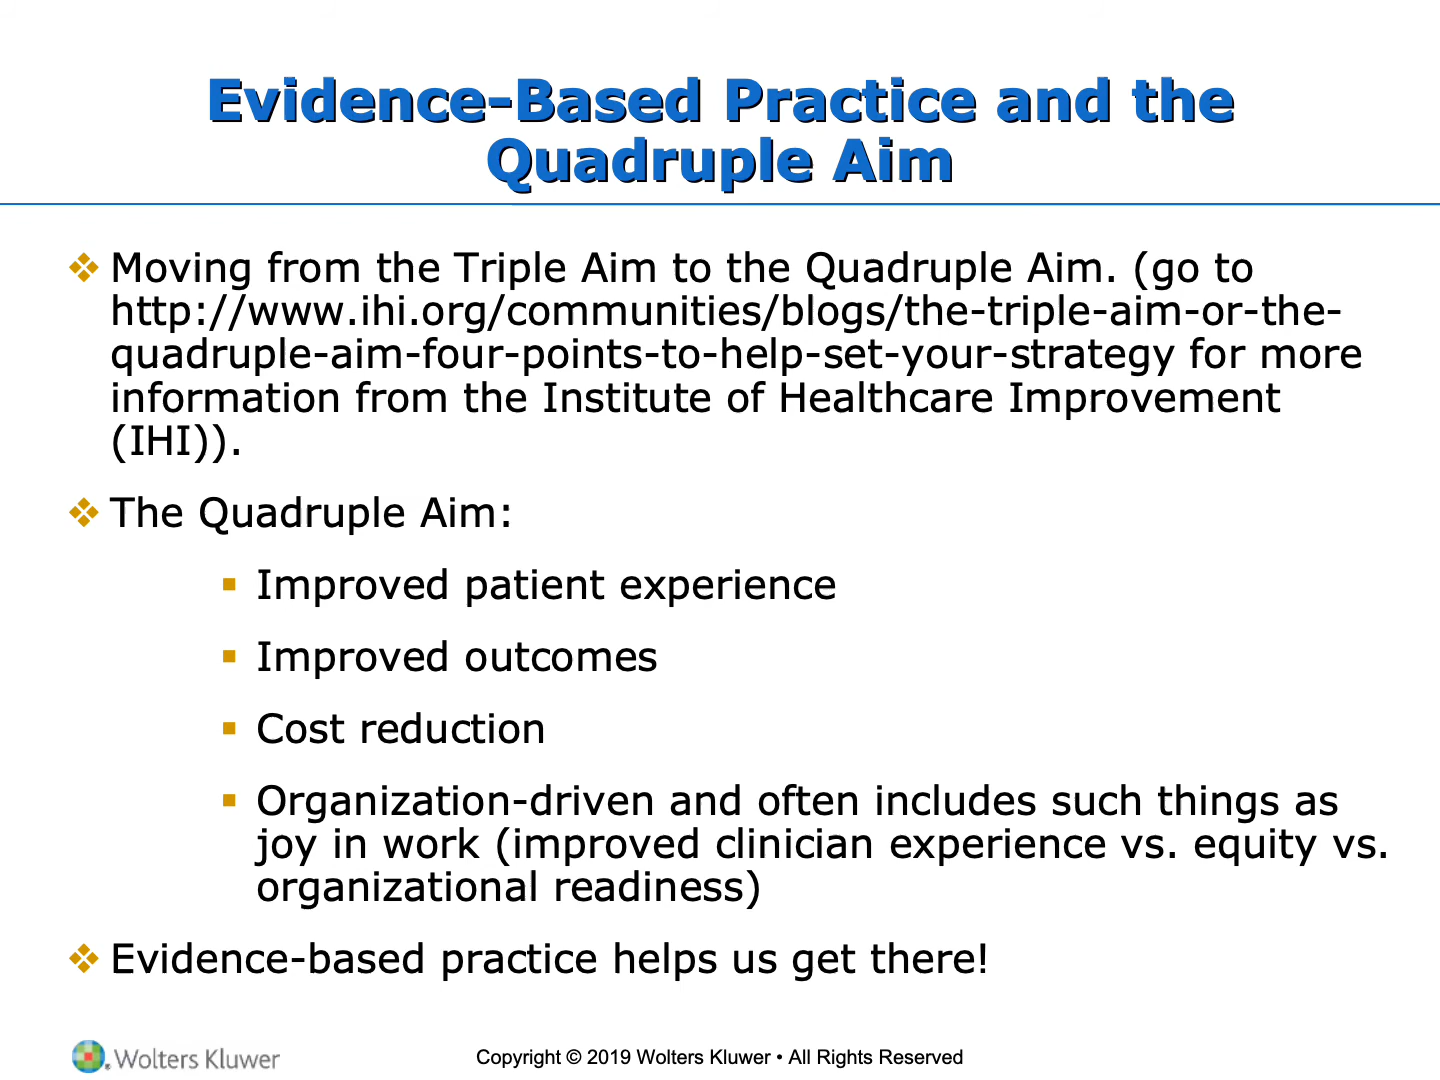 Evidence-Based Practice and the
Quadruple Aim
Moving from the Triple Aim to the Quadruple Aim. (go to
http://www.ihi.org/communities/blogs/the-triple-aim-or-the-
quadruple-aim-four-points-to-help-set-your-strategy for more
information from the Institute of Healthcare Improvement
(IHI)).
The Quadruple Aim:
Improved patient experience
Improved outcomes
Cost reduction
Organization-driven and often includes such things as
joy in work (improved clinician experience vs. equity vs.
organizational readiness)
Evidence-based practice helps us get there!
Wolters Kluwer
Copyright © 2019 Wolters Kluwer • All Rights Reserved